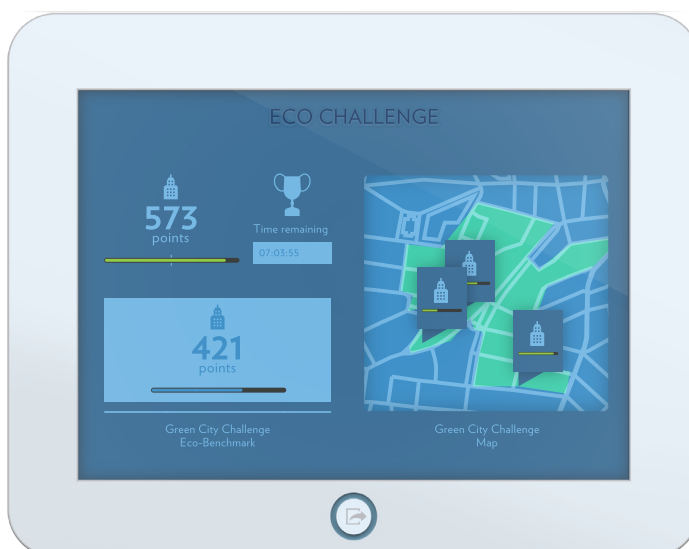 ECO CHALLENGE
573
points
Time remaining
07:03:55
421
points
Green City Challenge
Eco-Benchmark
Green City Challenge
Map